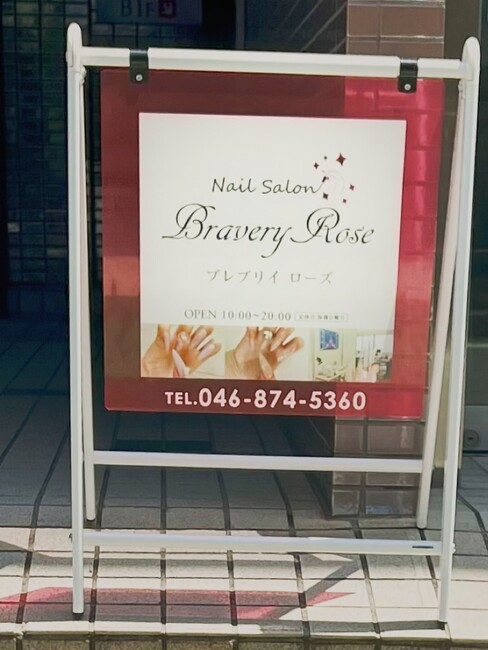 B1F
Nail Salon
Bravery Rose
ブレブリイ ローズ
OPEN 10:00~20:00
TEL.046-874-5360